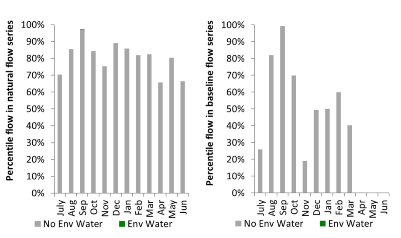 Percentile flow in natural flow series
100%
90%
80%
70%
60%
50%
40%
30%
20%
10%
0%
July
Aug
Sep
Oct
Nov
Dec
Jan
Feb
Mar
Apr
May
Jun
No Env Water
Env Water
Percentile flow in baseline flow series
100%
90%
80%
70%
60%
50%
40%
30%
20%
10%
0%
July
Aug
Sep
Oct
Nov
Dec
Jan
Feb
Mar
Apr
May
Jun
No Env Water
Env Water